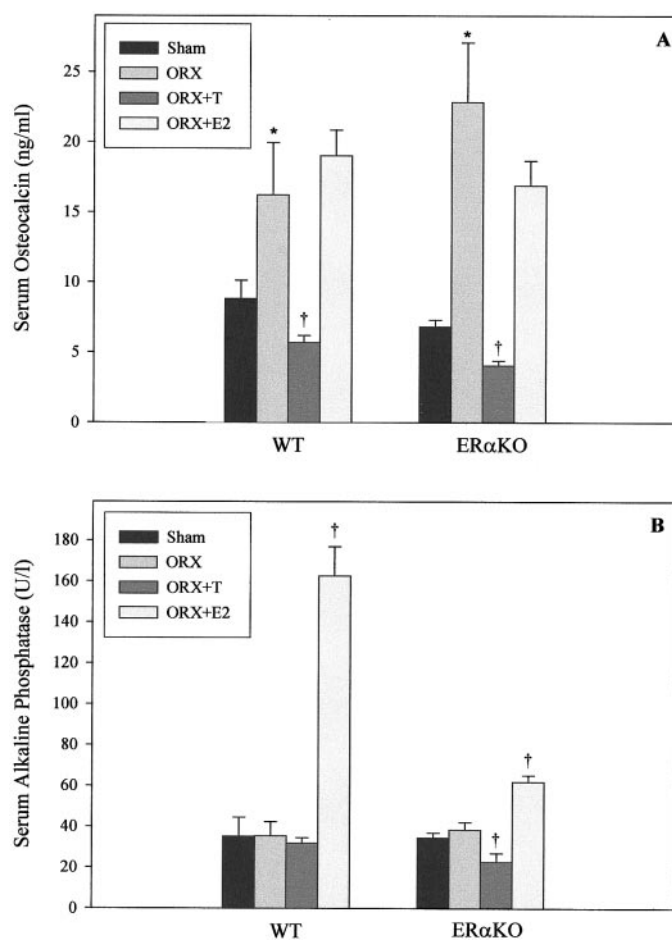 A
Sham
ORX
ORX+T
ORX+E2
Serum Osteocalcin (ng/ml)
25
20
15
10
5
0
*
†
*
†
WT
ERαKO
B
Sham
ORX
ORX+T
ORX+E2
Serum Alkaline Phosphatase (U/l)
180
160
140
120
100
80
60
40
20
0
†
†
†
WT
ERαKO